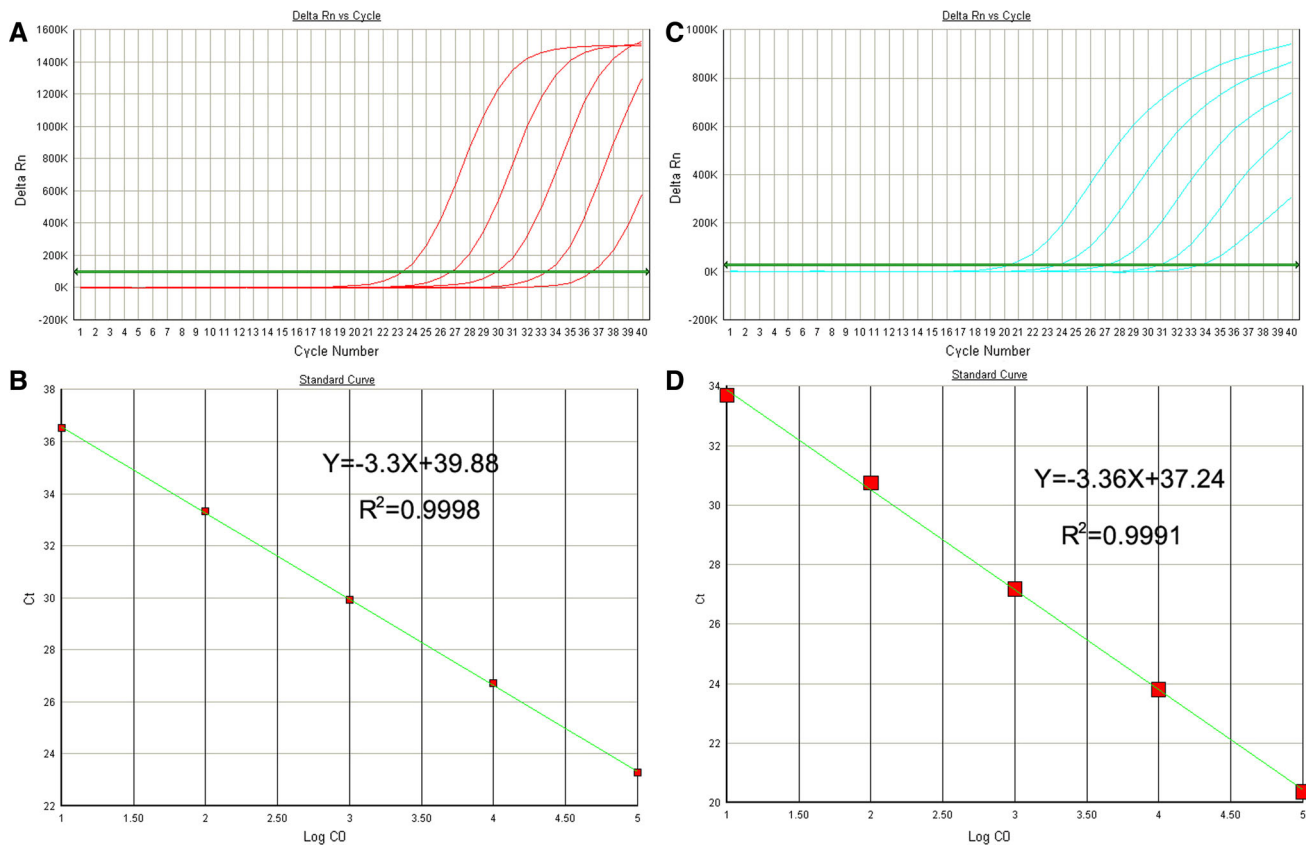 A
Delta Rn vs Cycle
1600K
1400K
1200K
1000K
800K
600K
400K
200K
0K
-200K
Delta Rn
1 2 3 4 5 6 7 8 9 10 11 12 13 14 15 16 17 18 19 20 21 22 23 24 25 26 27 28 29 30 31 32 33 34 35 36 37 38 39 40
Cycle Number
C
Delta Rn vs Cycle
1000K
800K
600K
400K
200K
0K
-200K
Delta Rn
1 2 3 4 5 6 7 8 9 10 11 12 13 14 15 16 17 18 19 20 21 22 23 24 25 26 27 28 29 30 31 32 33 34 35 36 37 38 39 40
Cycle Number
B
Standard Curve
38
36
34
32
30
28
26
24
22
Ct
Y=-3.3X+39.88
R²=0.9998
1 1.50 2 2.50 3 3.50 4 4.50 5
Log C0
D
Standard Curve
34
32
30
28
26
24
22
20
Ct
Y=-3.36X+37.24
R²=0.9991
1 1.50 2 2.50 3 3.50 4 4.50 5
Log C0